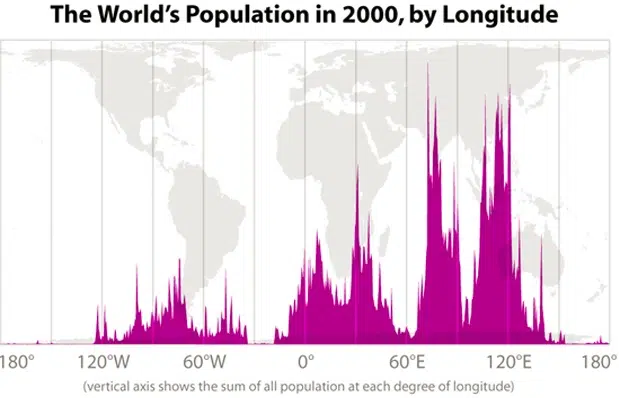 The World's Population in 2000, by Longitude
180° 120°W 60°W 0° 60°E 120°E 180°
(vertical axis shows the sum of all population at each degree of longitude)